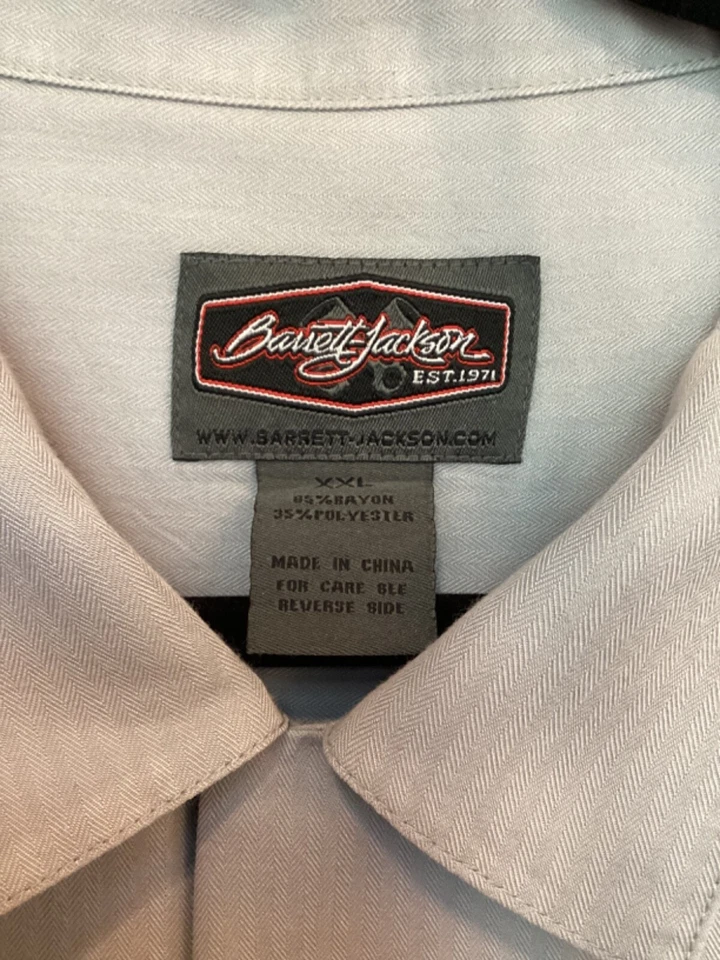 Barrett-Jackson
EST.1971
WWW.BARRETT-JACKSON.COM
XXL
65%RAYON
35%POLYESTER
MADE IN CHINA
FOR CARE SEE
REVERSE SIDE